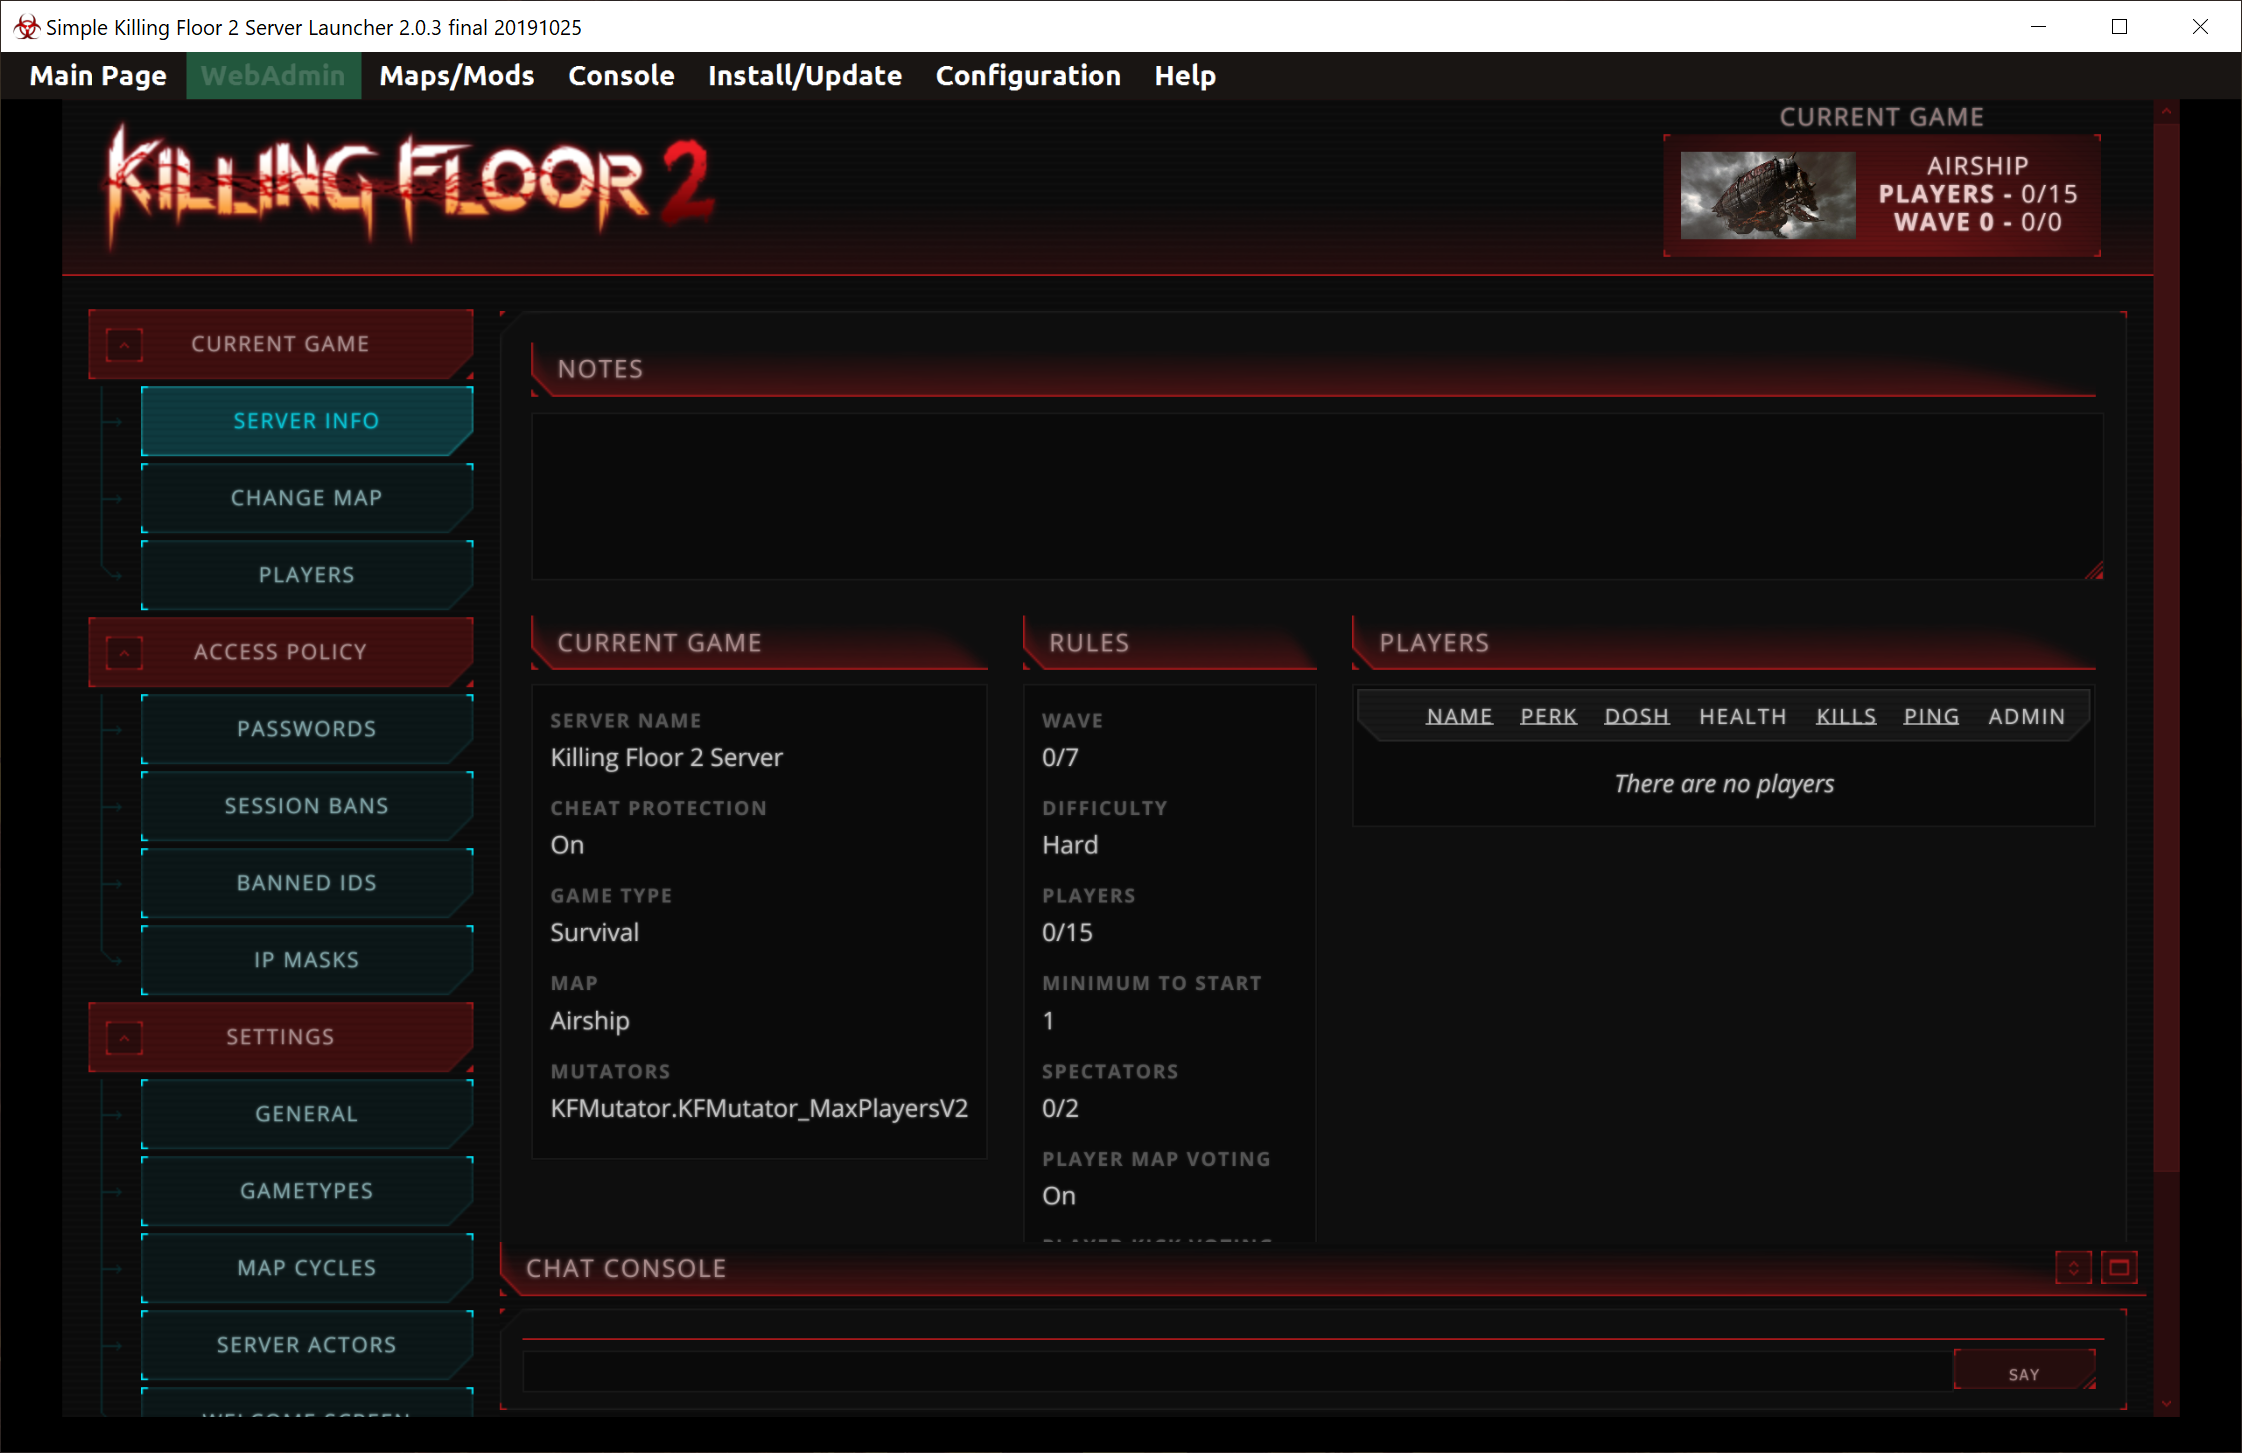 Simple Killing Floor 2 Server Launcher 2.0.3 final 20191025
Main Page WebAdmin Maps/Mods Console Install/Update Configuration Help
KILLING FLOOR 2
CURRENT GAME
AIRSHIP
PLAYERS - 0/15
WAVE 0 - 0/0
CURRENT GAME
SERVER INFO
CHANGE MAP
PLAYERS
ACCESS POLICY
PASSWORDS
SESSION BANS
BANNED IDS
IP MASKS
SETTINGS
GENERAL
GAMETYPES
MAP CYCLES
SERVER ACTORS
WELCOME SCREEN
NOTES
CURRENT GAME
SERVER NAME
Killing Floor 2 Server
CHEAT PROTECTION
On
GAME TYPE
Survival
MAP
Airship
MUTATORS
KFMutator.KFMutator_MaxPlayersV2
RULES
WAVE
0/7
DIFFICULTY
Hard
PLAYERS
0/15
MINIMUM TO START
1
SPECTATORS
0/2
PLAYER MAP VOTING
On
PLAYER KICK VOTING
PLAYERS
NAME PERK DOSH HEALTH KILLS PING ADMIN
There are no players
CHAT CONSOLE
SAY